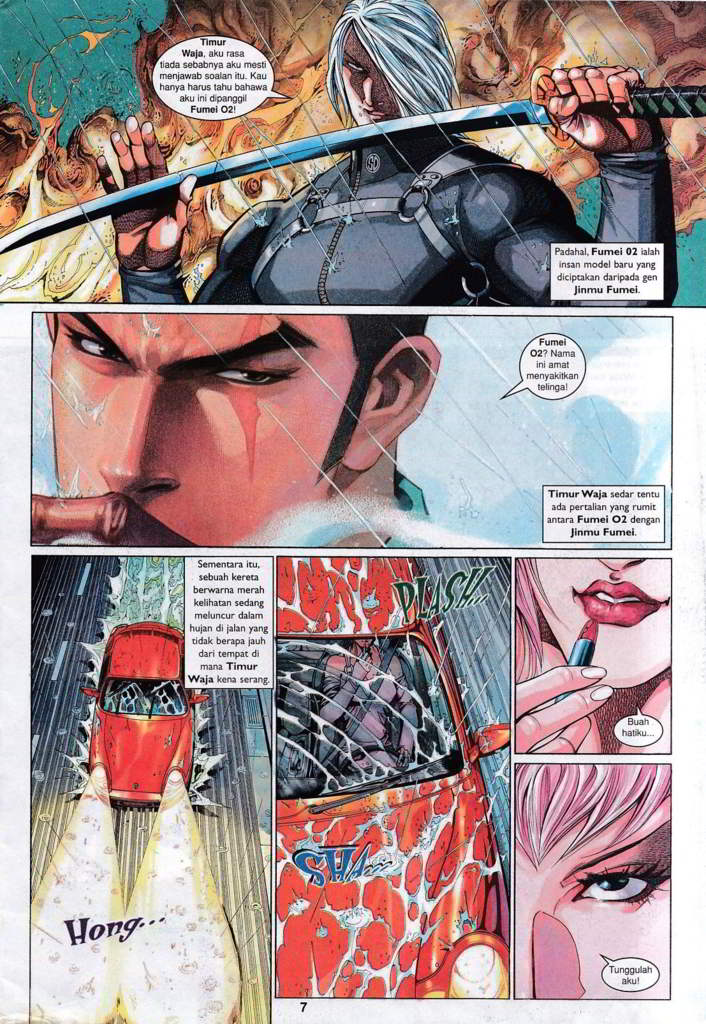 Timur
Waja, aku rasa
tiada sebabnya aku mesti
menjawab soalan itu. Kau
hanya harus tahu bahawa
aku ini dipanggil
Fumei O2!
Padahal, Fumei 02 ialah
insan model baru yang
diciptakan daripada gen
Jinmu Fumei.
Fumei
O2? Nama
ini amat
menyakitkan
telinga!
Timur Waja sedar tentu
ada pertalian yang rumit
antara Fumei O2 dengan
Jinmu Fumei.
Sementara itu,
sebuah kereta
berwarna merah
kelihatan sedang
meluncur dalam
hujan di jalan yang
tidak berapa jauh
dari tempat di
mana Timur
Waja kena serang.
Hong...
PLASH...
SHA...
Buah
hatiku...
Tunggulah
aku!
7